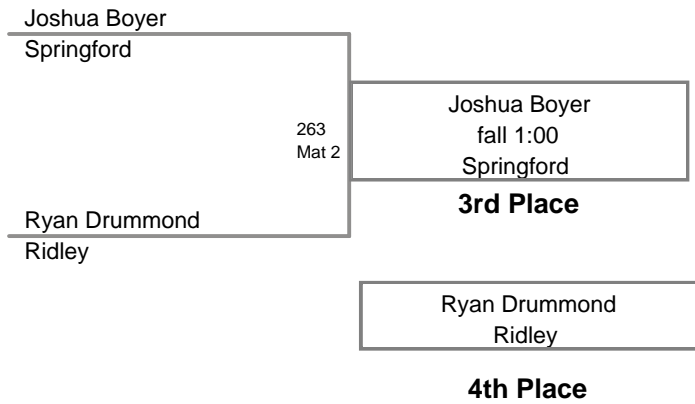 Joshua Boyer
Springford
263
Mat 2
Joshua Boyer
fall 1:00
Springford
3rd Place
Ryan Drummond
Ridley
Ryan Drummond
Ridley
4th Place